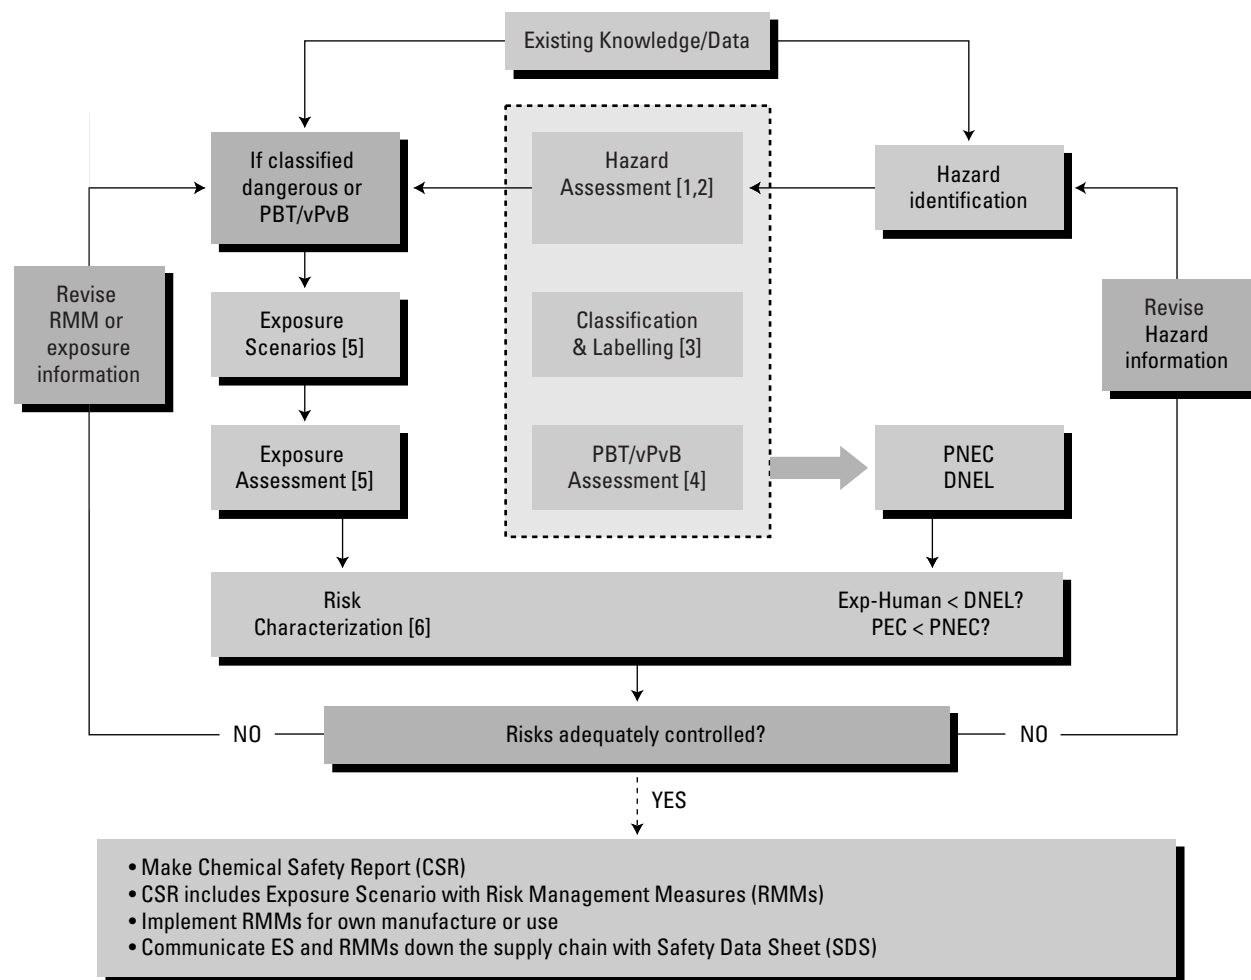 Existing Knowledge/Data
If classified
dangerous or
PBT/vPvB
Hazard
Assessment [1,2]
Hazard
identification
Revise
RMM or
exposure
information
Exposure
Scenarios [5]
Classification
& Labelling [3]
Revise
Hazard
information
Exposure
Assessment [5]
PBT/vPvB
Assessment [4]
PNEC
DNEL
Risk
Characterization [6]
Exp-Human < DNEL?
PEC < PNEC?
NO
Risks adequately controlled?
NO
YES
• Make Chemical Safety Report (CSR)
• CSR includes Exposure Scenario with Risk Management Measures (RMMs)
• Implement RMMs for own manufacture or use
• Communicate ES and RMMs down the supply chain with Safety Data Sheet (SDS)